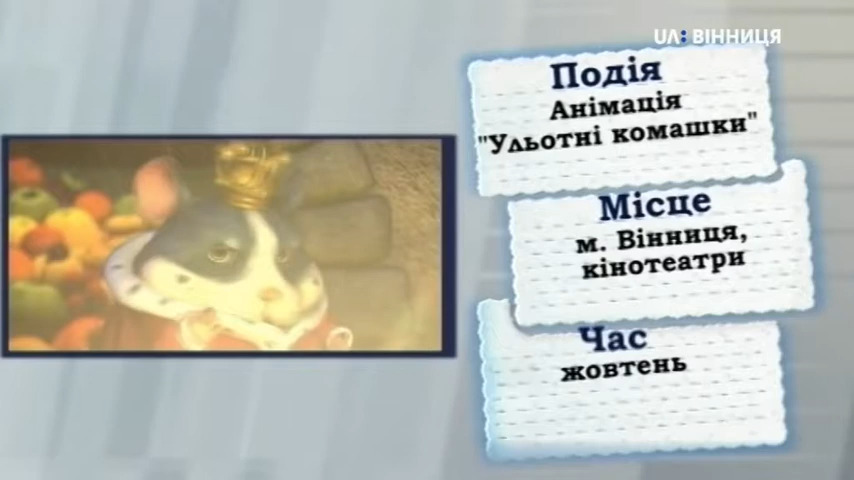 UA: ВІННИЦЯ
Подія
Анімація
"Ульотні комашки"
Місце
м. Вінниця,
кінотеатри
Час
жовтень